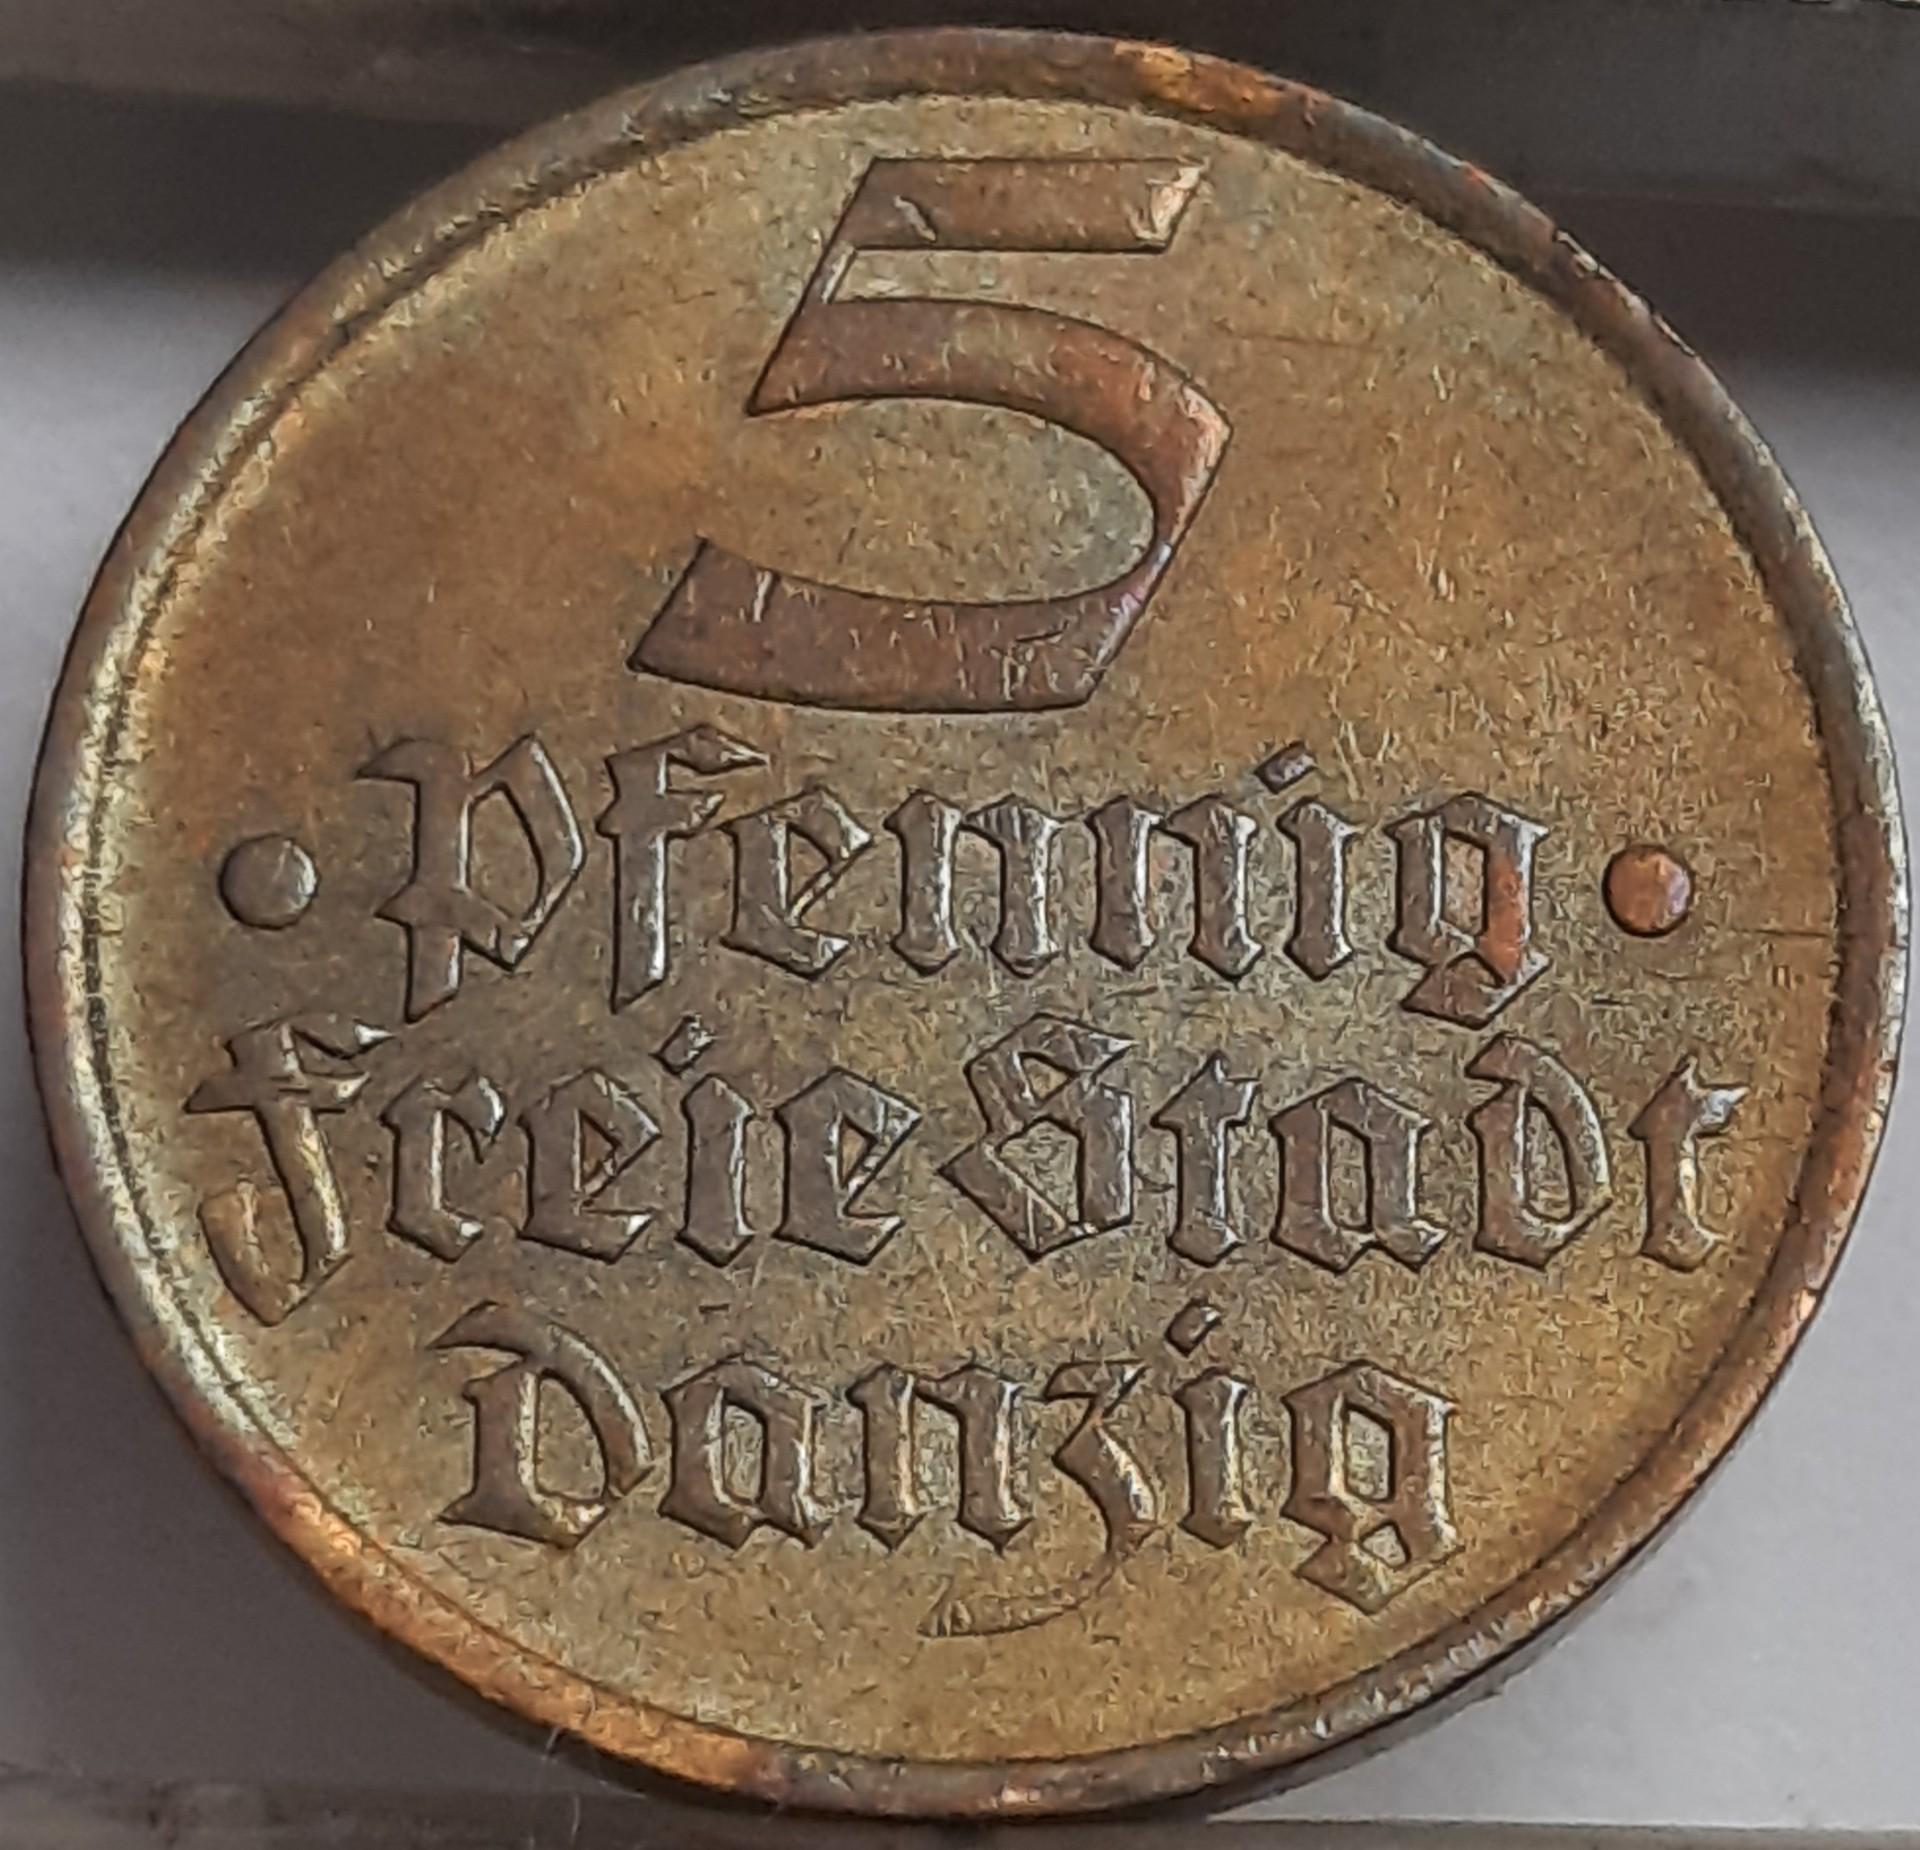 5
• Pfennig •
Freie Stadt
Danzig